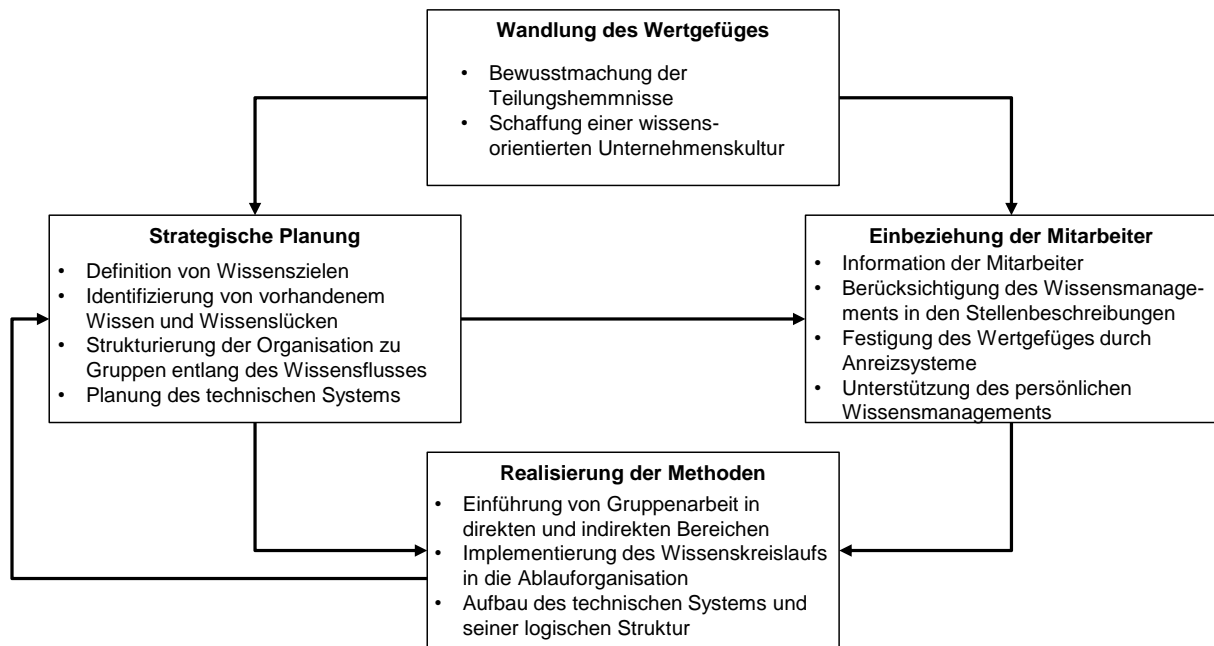 Wandlung des Wertgefüges
• Bewusstmachung der
Teilungshemmnisse
• Schaffung einer wissens-
orientierten Unternehmenskultur
Strategische Planung
• Definition von Wissenszielen
• Identifizierung von vorhandenem
Wissen und Wissenslücken
• Strukturierung der Organisation zu
Gruppen entlang des Wissensflusses
• Planung des technischen Systems
Einbeziehung der Mitarbeiter
• Information der Mitarbeiter
• Berücksichtigung des Wissensmanage-
ments in den Stellenbeschreibungen
• Festigung des Wertgefüges durch
Anreizsysteme
• Unterstützung des persönlichen
Wissensmanagements
Realisierung der Methoden
• Einführung von Gruppenarbeit in
direkten und indirekten Bereichen
• Implementierung des Wissenskreislaufs
in die Ablauforganisation
• Aufbau des technischen Systems und
seiner logischen Struktur